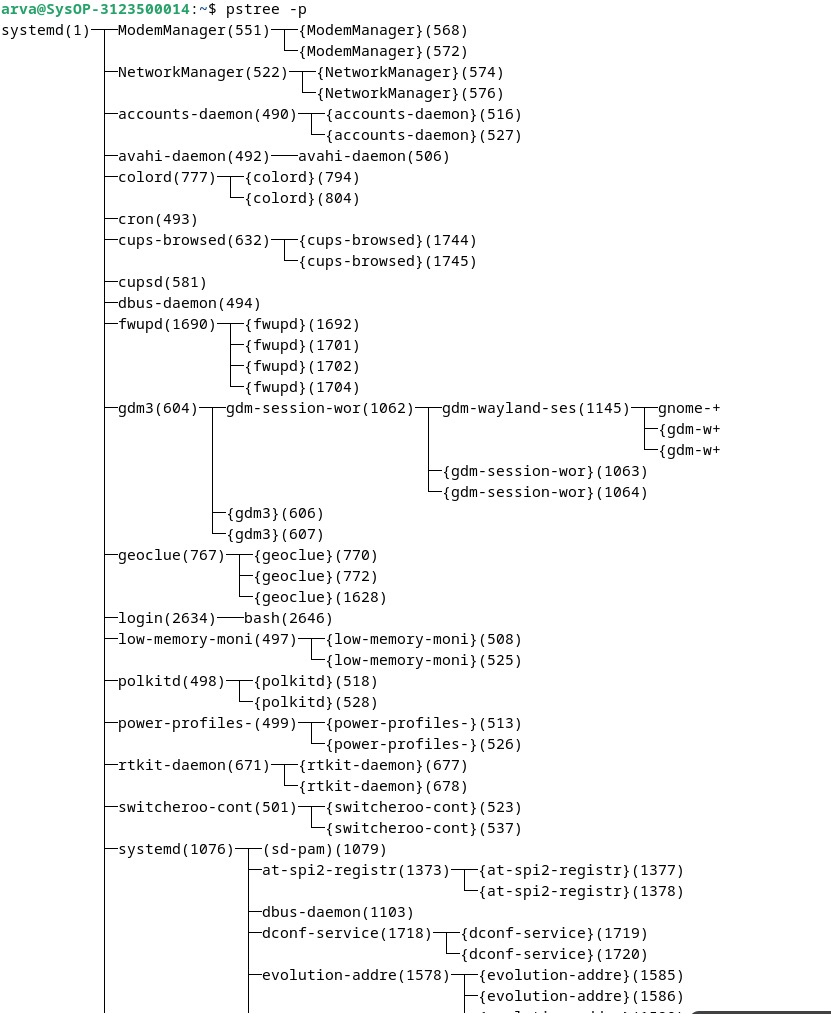 arva@SysOP-3123500014:~$ pstree -p
systemd(1)─┬─ModemManager(551)─┬─{ModemManager}(568)
           │                   └─{ModemManager}(572)
           ├─NetworkManager(522)─┬─{NetworkManager}(574)
           │                     └─{NetworkManager}(576)
           ├─accounts-daemon(490)─┬─{accounts-daemon}(516)
           │                      └─{accounts-daemon}(527)
           ├─avahi-daemon(492)───avahi-daemon(506)
           ├─colord(777)─┬─{colord}(794)
           │             └─{colord}(804)
           ├─cron(493)
           ├─cups-browsed(632)─┬─{cups-browsed}(1744)
           │                   └─{cups-browsed}(1745)
           ├─cupsd(581)
           ├─dbus-daemon(494)
           ├─fwupd(1690)─┬─{fwupd}(1692)
           │             ├─{fwupd}(1701)
           │             ├─{fwupd}(1702)
           │             └─{fwupd}(1704)
           ├─gdm3(604)─┬─gdm-session-wor(1062)─┬─gdm-wayland-ses(1145)─┬─gnome-+
           │           │                       │                       ├─{gdm-w+
           │           │                       │                       └─{gdm-w+
           │           │                       ├─{gdm-session-wor}(1063)
           │           │                       └─{gdm-session-wor}(1064)
           │           ├─{gdm3}(606)
           │           └─{gdm3}(607)
           ├─geoclue(767)─┬─{geoclue}(770)
           │              ├─{geoclue}(772)
           │              └─{geoclue}(1628)
           ├─login(2634)───bash(2646)
           ├─low-memory-moni(497)─┬─{low-memory-moni}(508)
           │                      └─{low-memory-moni}(525)
           ├─polkitd(498)─┬─{polkitd}(518)
           │              └─{polkitd}(528)
           ├─power-profiles-(499)─┬─{power-profiles-}(513)
           │                      └─{power-profiles-}(526)
           ├─rtkit-daemon(671)─┬─{rtkit-daemon}(677)
           │                   └─{rtkit-daemon}(678)
           ├─switcheroo-cont(501)─┬─{switcheroo-cont}(523)
           │                      └─{switcheroo-cont}(537)
           ├─systemd(1076)─┬─(sd-pam)(1079)
           │               ├─at-spi2-registr(1373)─┬─{at-spi2-registr}(1377)
           │               │                       └─{at-spi2-registr}(1378)
           │               ├─dbus-daemon(1103)
           │               ├─dconf-service(1718)─┬─{dconf-service}(1719)
           │               │                     └─{dconf-service}(1720)
           │               ├─evolution-addre(1578)─┬─{evolution-addre}(1585)
           │               │                       ├─{evolution-addre}(1586)